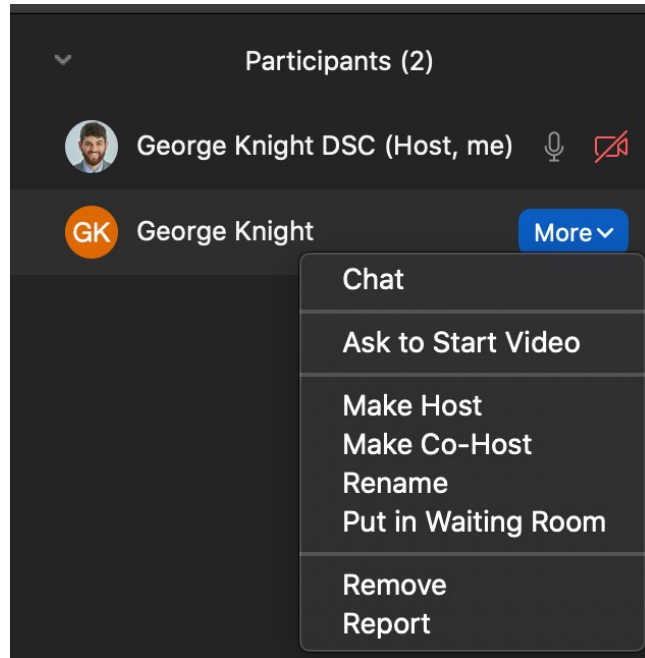 Participants (2)
George Knight DSC (Host, me)
GK George Knight More
Chat
Ask to Start Video
Make Host
Make Co-Host
Rename
Put in Waiting Room
Remove
Report